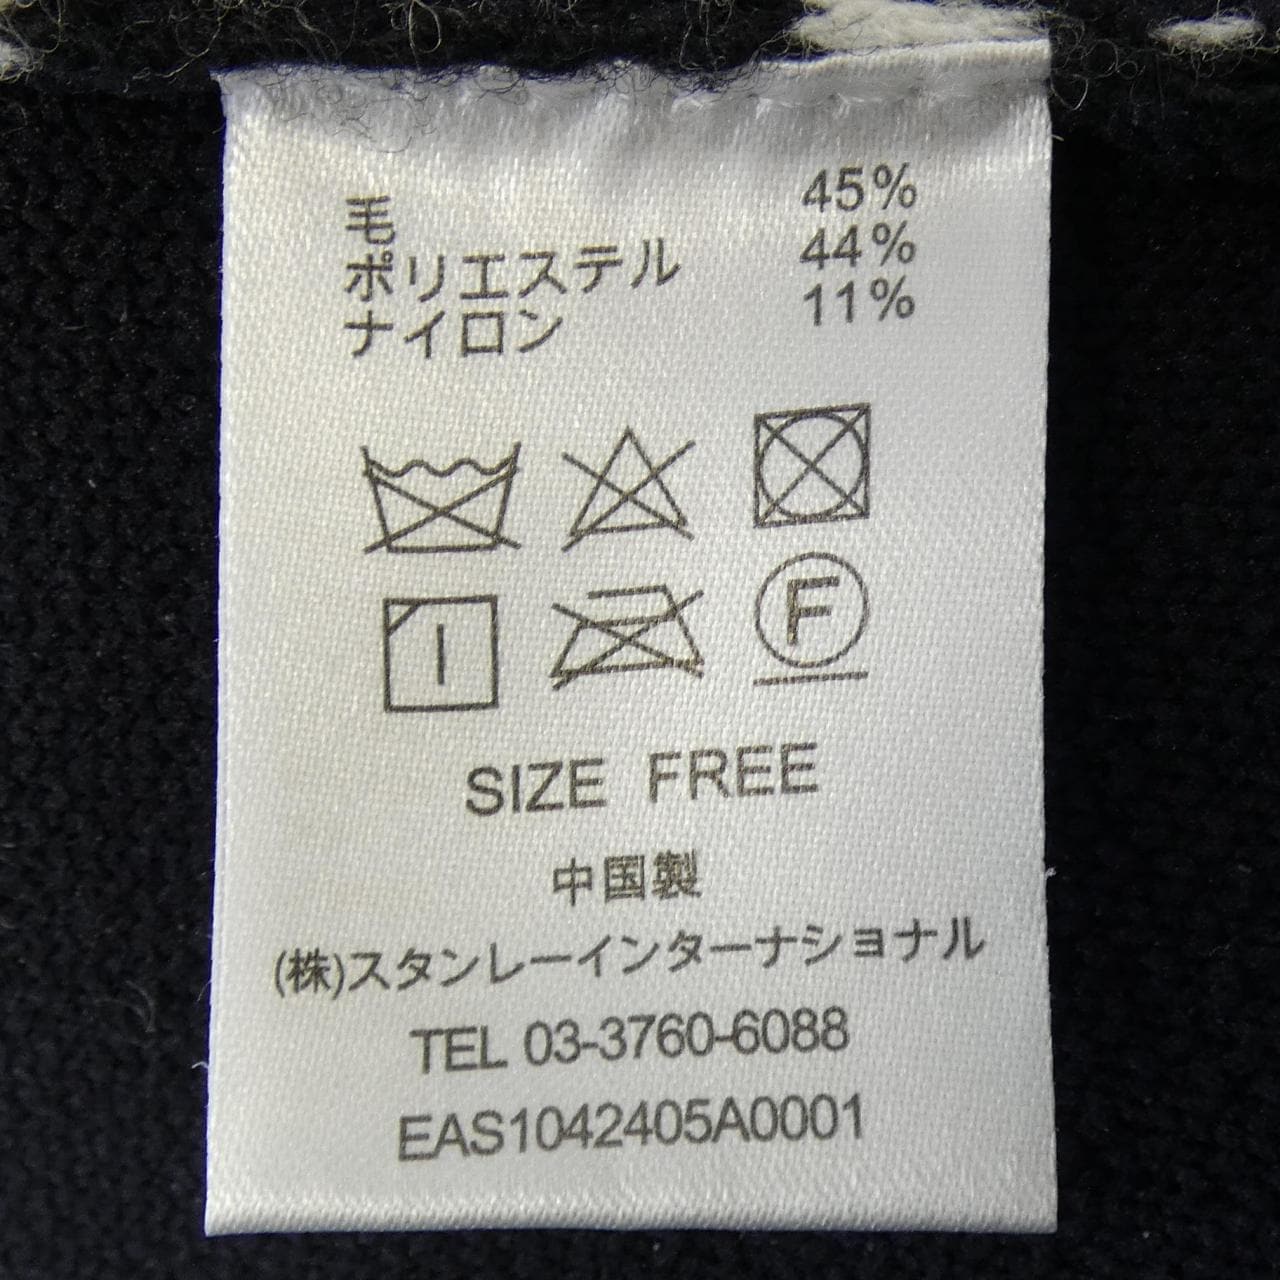 毛 45%
ポリエステル 44%
ナイロン 11%
F
SIZE FREE
中国製
(株)スタンレーインターナショナル
TEL 03-3760-6088
EAS1042405A0001